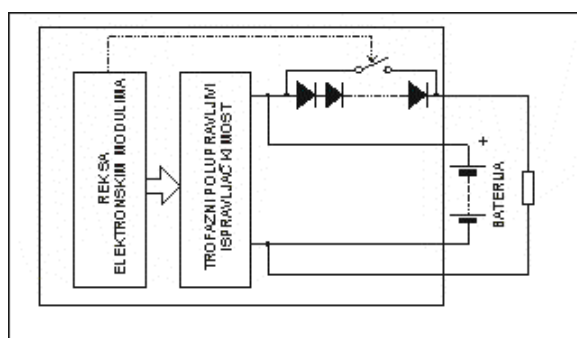 REK SA
ELEKTRONSKIM MODULIMA
TROFAZNI POLUPRAVLJIVI
ISPRAVLJAČKI MOST
+
BATERIJA